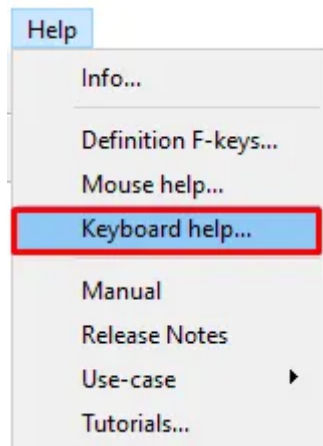 Help
Info...
Definition F-keys...
Mouse help...
Keyboard help...
Manual
Release Notes
Use-case
Tutorials...